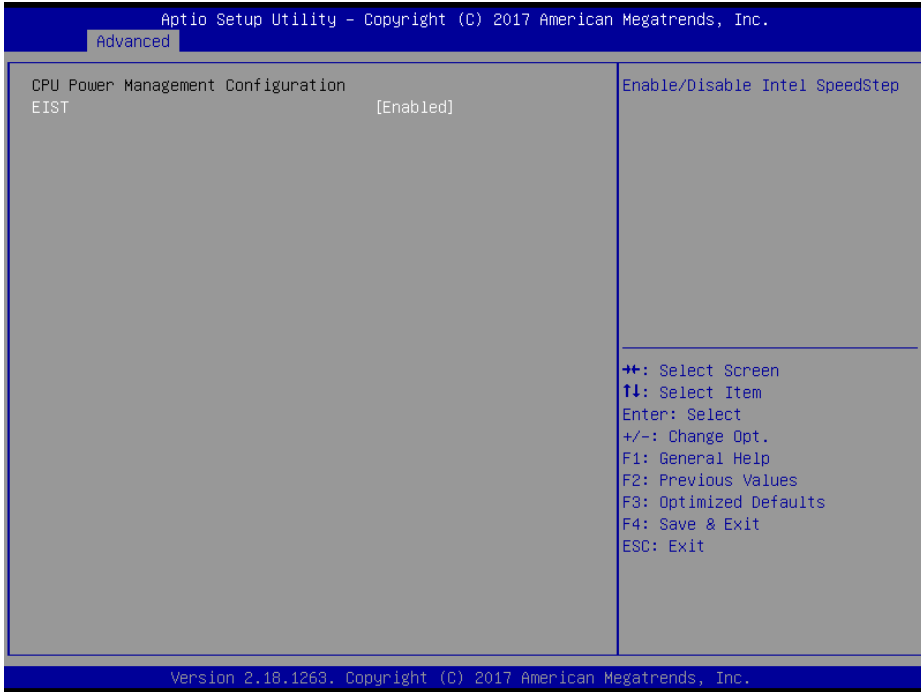 Aptio Setup Utility – Copyright (C) 2017 American Megatrends, Inc.
Advanced
CPU Power Management Configuration
EIST [Enabled]
Enable/Disable Intel SpeedStep
→←: Select Screen
↑↓: Select Item
Enter: Select
+/-: Change Opt.
F1: General Help
F2: Previous Values
F3: Optimized Defaults
F4: Save & Exit
ESC: Exit
Version 2.18.1263. Copyright (C) 2017 American Megatrends, Inc.